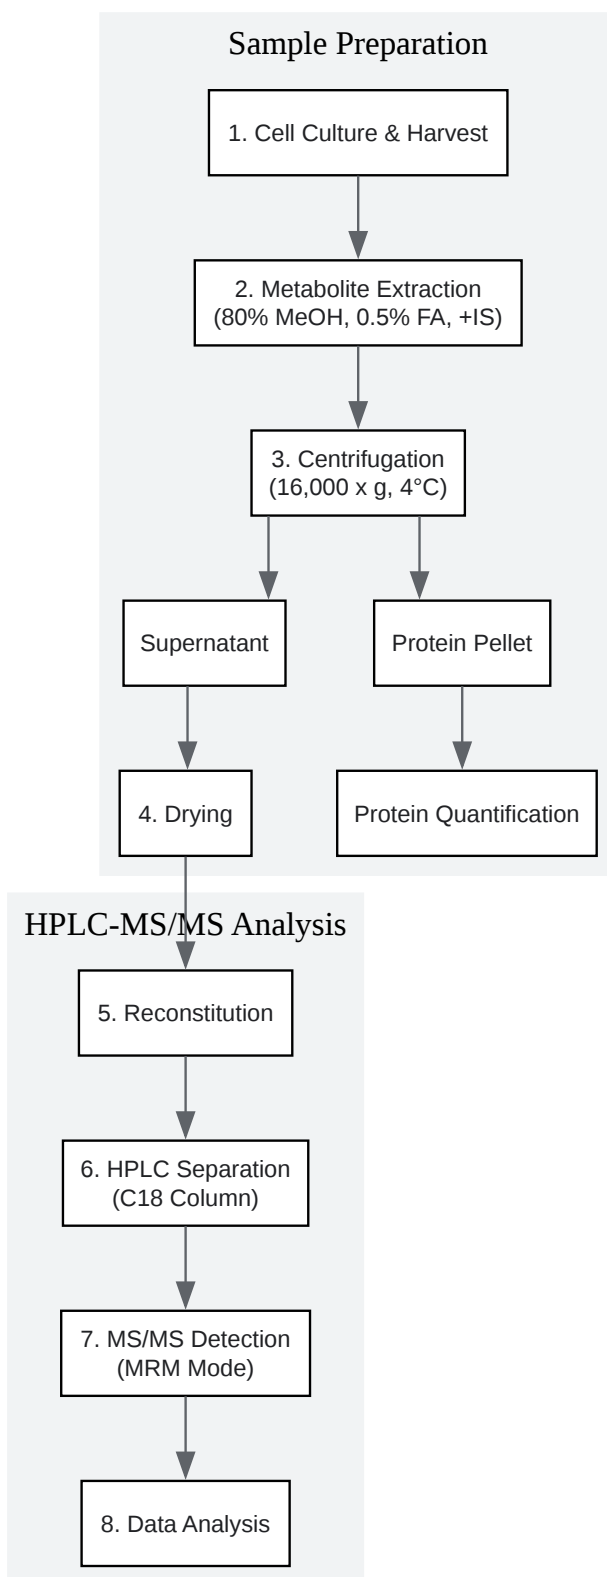 Sample Preparation
1. Cell Culture & Harvest
2. Metabolite Extraction
(80% MeOH, 0.5% FA, +IS)
3. Centrifugation
(16,000 x g, 4°C)
Supernatant
Protein Pellet
4. Drying
Protein Quantification
HPLC-MS/MS Analysis
5. Reconstitution
6. HPLC Separation
(C18 Column)
7. MS/MS Detection
(MRM Mode)
8. Data Analysis